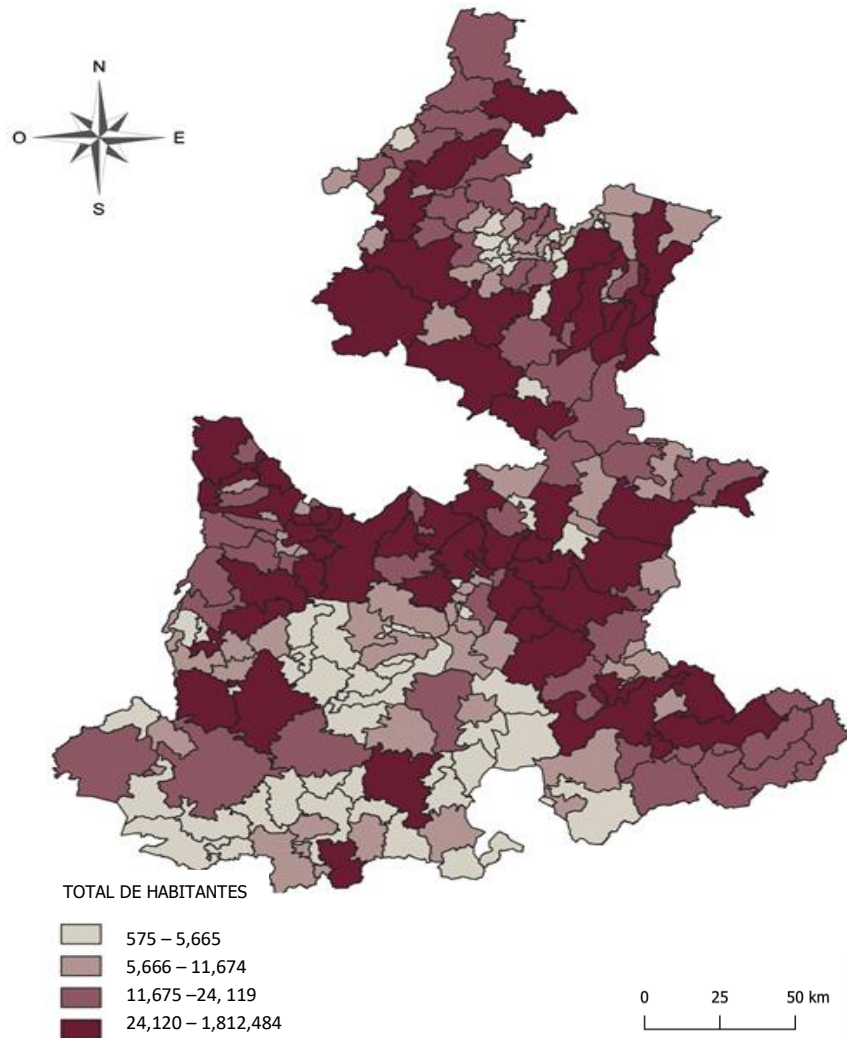 N
O E
S
TOTAL DE HABITANTES
575 – 5,665
5,666 – 11,674
11,675 –24, 119
24,120 – 1,812,484
0 25 50 km